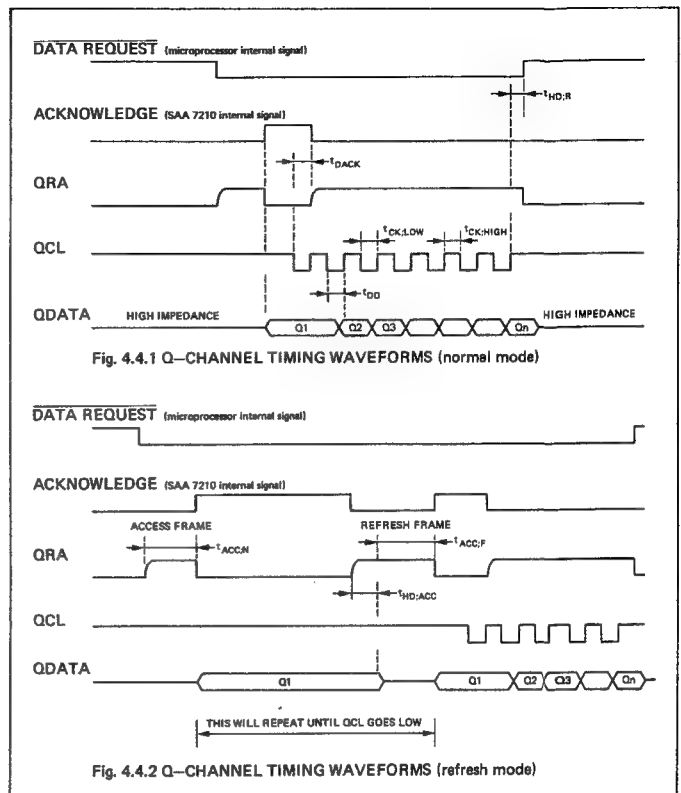 DATA REQUEST (microprocessor internal signal)
tHD;R
ACKNOWLEDGE (SAA 7210 internal signal)
tDACK
QRA
tCK;LOW tCK;HIGH
QCL
tDD
QDATA HIGH IMPEDANCE HIGH IMPEDANCE
Q1 Q2 Q3 Qn
Fig. 4.4.1 Q—CHANNEL TIMING WAVEFORMS (normal mode)
DATA REQUEST (microprocessor internal signal)
ACKNOWLEDGE (SAA 7210 internal signal)
ACCESS FRAME REFRESH FRAME
QRA tACC;N tACC;F
tHD;ACC
QCL
QDATA
Q1 Q1 Q2 Q3 Qn
THIS WILL REPEAT UNTIL QCL GOES LOW
Fig. 4.4.2 Q—CHANNEL TIMING WAVEFORMS (refresh mode)